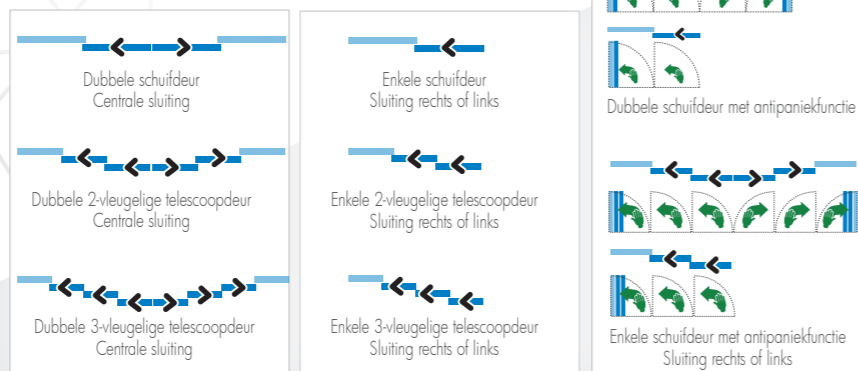 Dubbele schuifdeur
Centrale sluiting
Dubbele 2-vleugelige telescoopdeur
Centrale sluiting
Dubbele 3-vleugelige telescoopdeur
Centrale sluiting
Enkele schuifdeur
Sluiting rechts of links
Enkele 2-vleugelige telescoopdeur
Sluiting rechts of links
Enkele 3-vleugelige telescoopdeur
Sluiting rechts of links
Dubbele schuifdeur met antipaniekfunctie
Enkele schuifdeur met antipaniekfunctie
Sluiting rechts of links